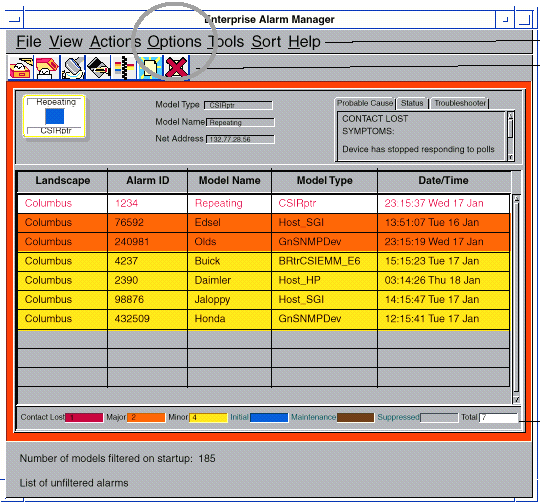 Enterprise Alarm Manager
File View Actions Options Tools Sort Help
Repeating
CSIRptr
Model Type CSIRptr
Model Name Repeating
Net Address 132.77.28.56
Probable Cause Status Troubleshooter
CONTACT LOST
SYMPTOMS:
Device has stopped responding to polls
Landscape Alarm ID Model Name Model Type Date/Time
Columbus 1234 Repeating CSIRptr 23.15:37 Wed 17 Jan
Columbus 76592 Edsel Host_SGI 13:51:07 Tue 16 Jan
Columbus 240981 Olds GnSNMPDev 23:15:19 Wed 17 Jan
Columbus 4237 Buick BRtrCSIEMM_E6 15:15:23 Tue 17 Jan
Columbus 2390 Daimler Host_HP 03:14:26 Thu 18 Jan
Columbus 98876 Jaloppy Host_SGI 14:15:47 Tue 17 Jan
Columbus 432509 Honda GnSNMPDev 12:15:41 Tue 17 Jan
Contact Lost 1 Major 2 Minor 4 Initial Maintenance Suppressed Total 7
Number of models filtered on startup: 185
List of unfiltered alarms